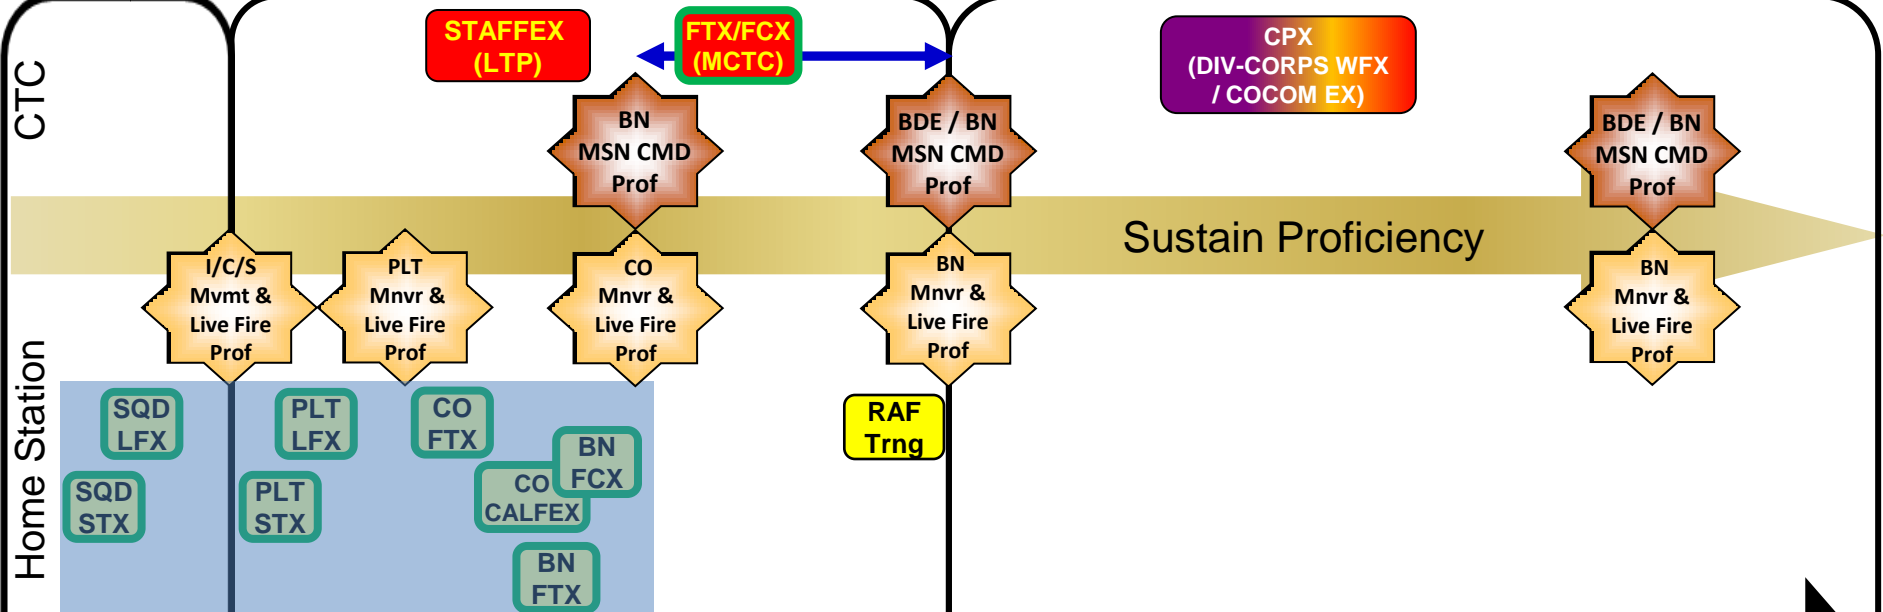 CTC
STAFFEX
(LTP)
FTX/FCX
(MCTC)
CPX
(DIV-CORPS WFX
/ COCOM EX)
BN
MSN CMD
Prof
BDE / BN
MSN CMD
Prof
BDE / BN
MSN CMD
Prof
Sustain Proficiency
I/C/S
Mvmt &
Live Fire
Prof
PLT
Mnvr &
Live Fire
Prof
CO
Mnvr &
Live Fire
Prof
BN
Mnvr &
Live Fire
Prof
BN
Mnvr &
Live Fire
Prof
Home Station
SQD
LFX
PLT
LFX
CO
FTX
RAF
Trng
BN
FCX
SQD
STX
PLT
STX
CO
CALFEX
BN
FTX